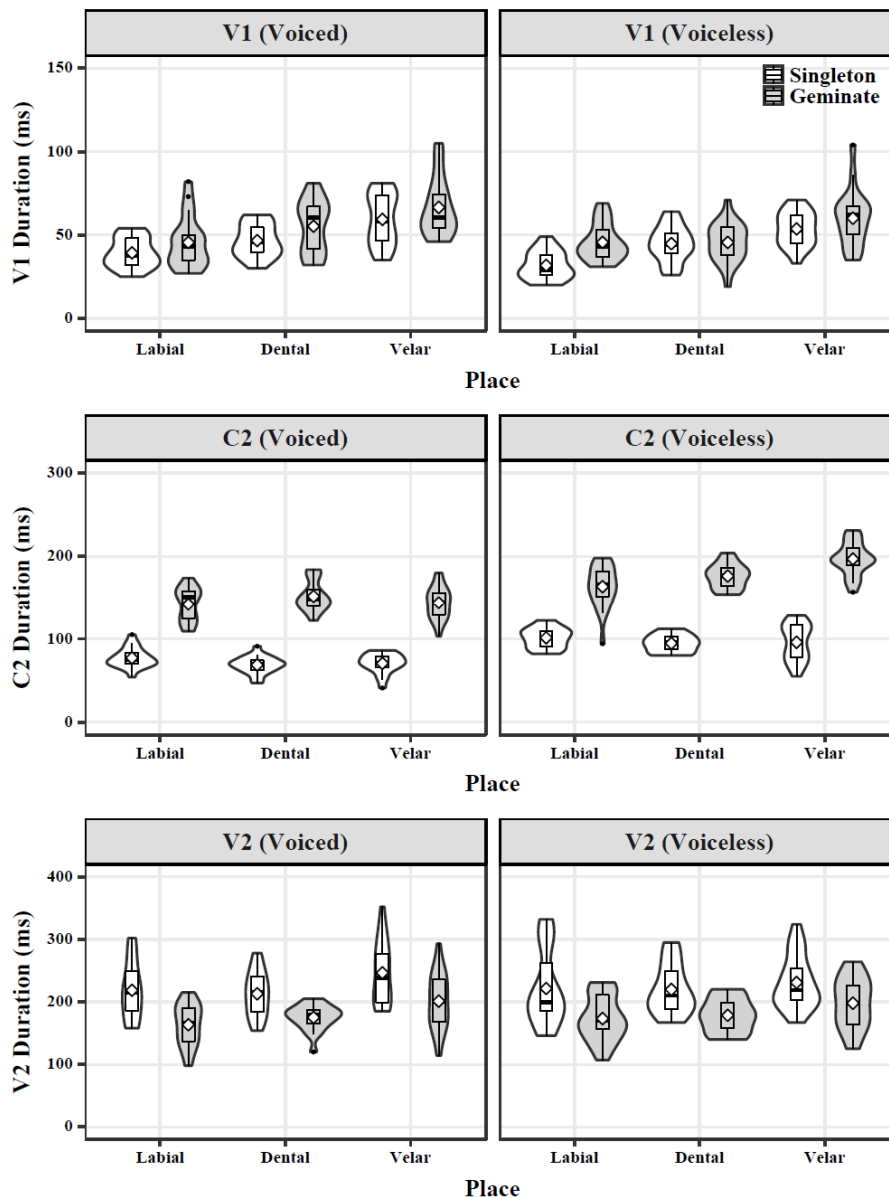 V1 (Voiced) V1 (Voiceless)
V1 Duration (ms)
150
100
50
0
Singleton
Geminate
Labial Dental Velar Labial Dental Velar
Place
C2 (Voiced) C2 (Voiceless)
C2 Duration (ms)
300
200
100
0
Labial Dental Velar Labial Dental Velar
Place
V2 (Voiced) V2 (Voiceless)
V2 Duration (ms)
400
300
200
100
0
Labial Dental Velar Labial Dental Velar
Place